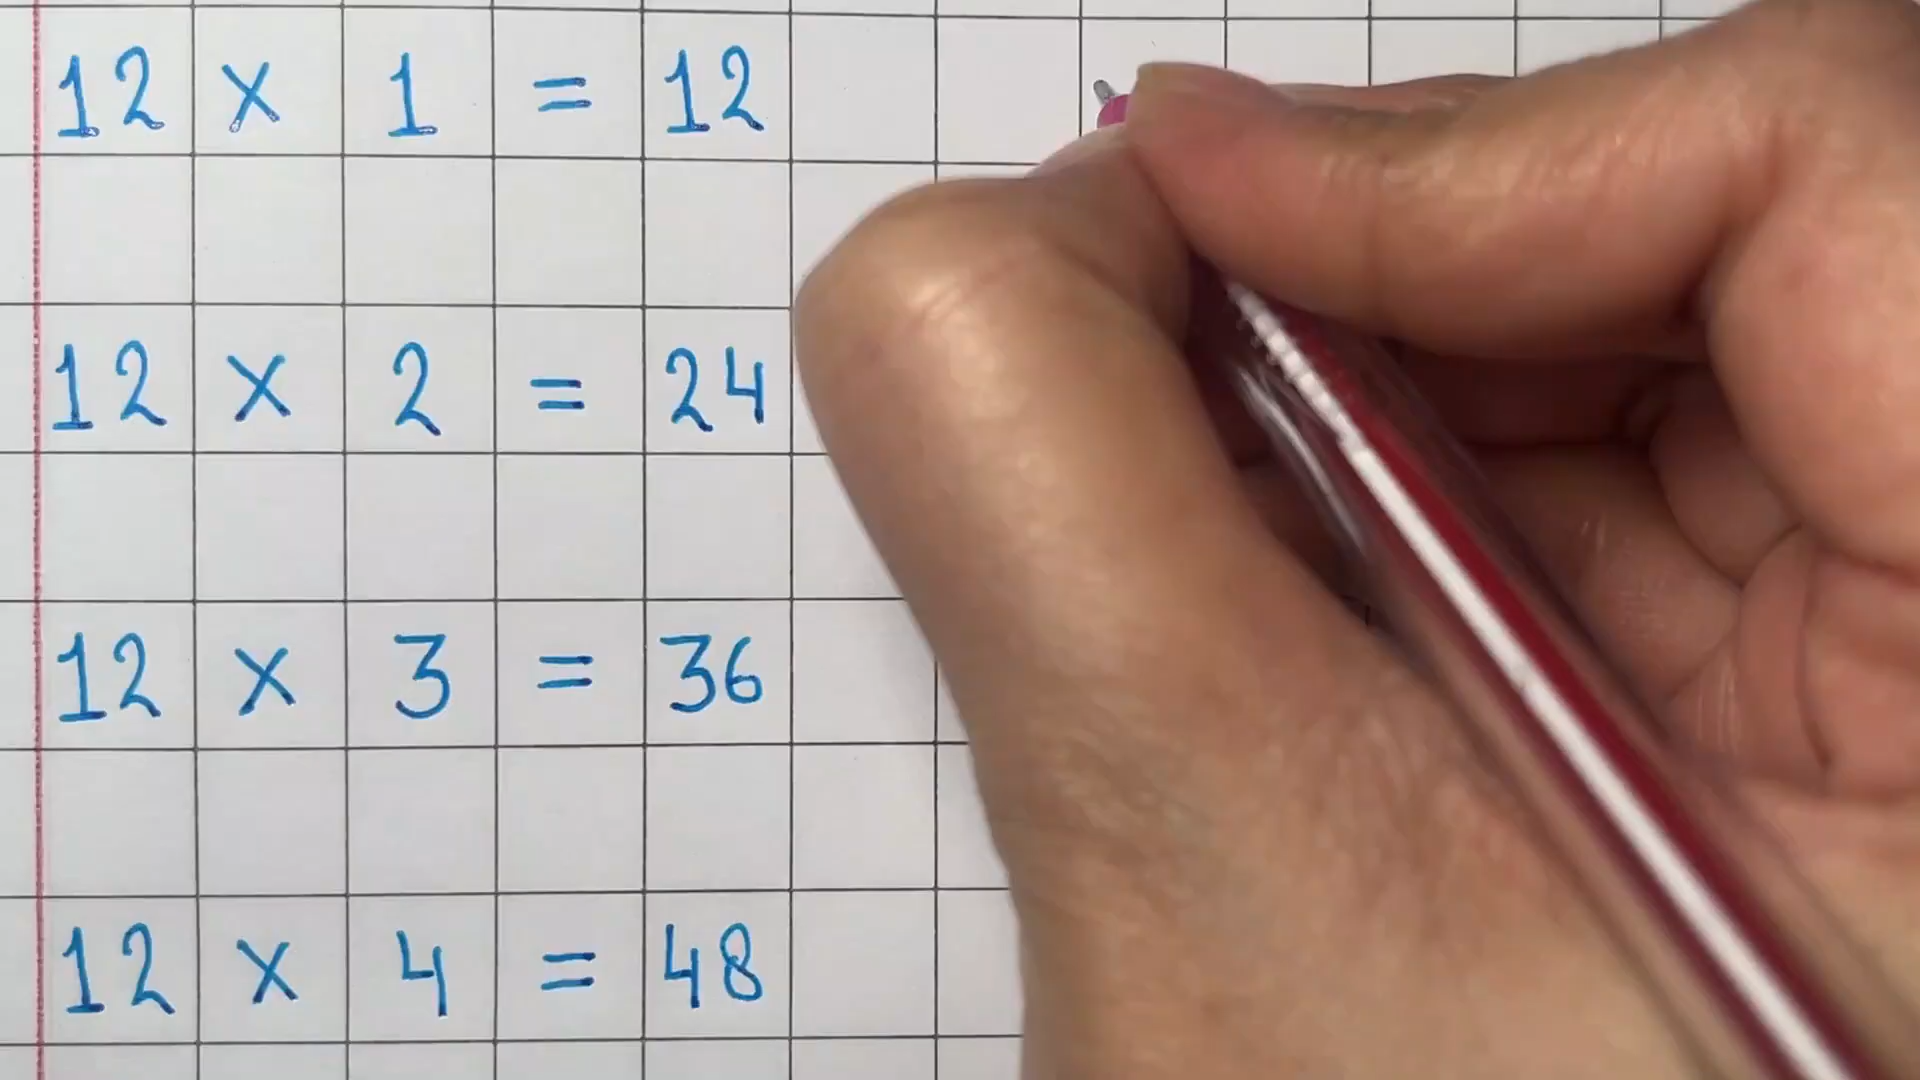 12 x 1 = 12
12 x 2 = 24
12 x 3 = 36
12 x 4 = 48